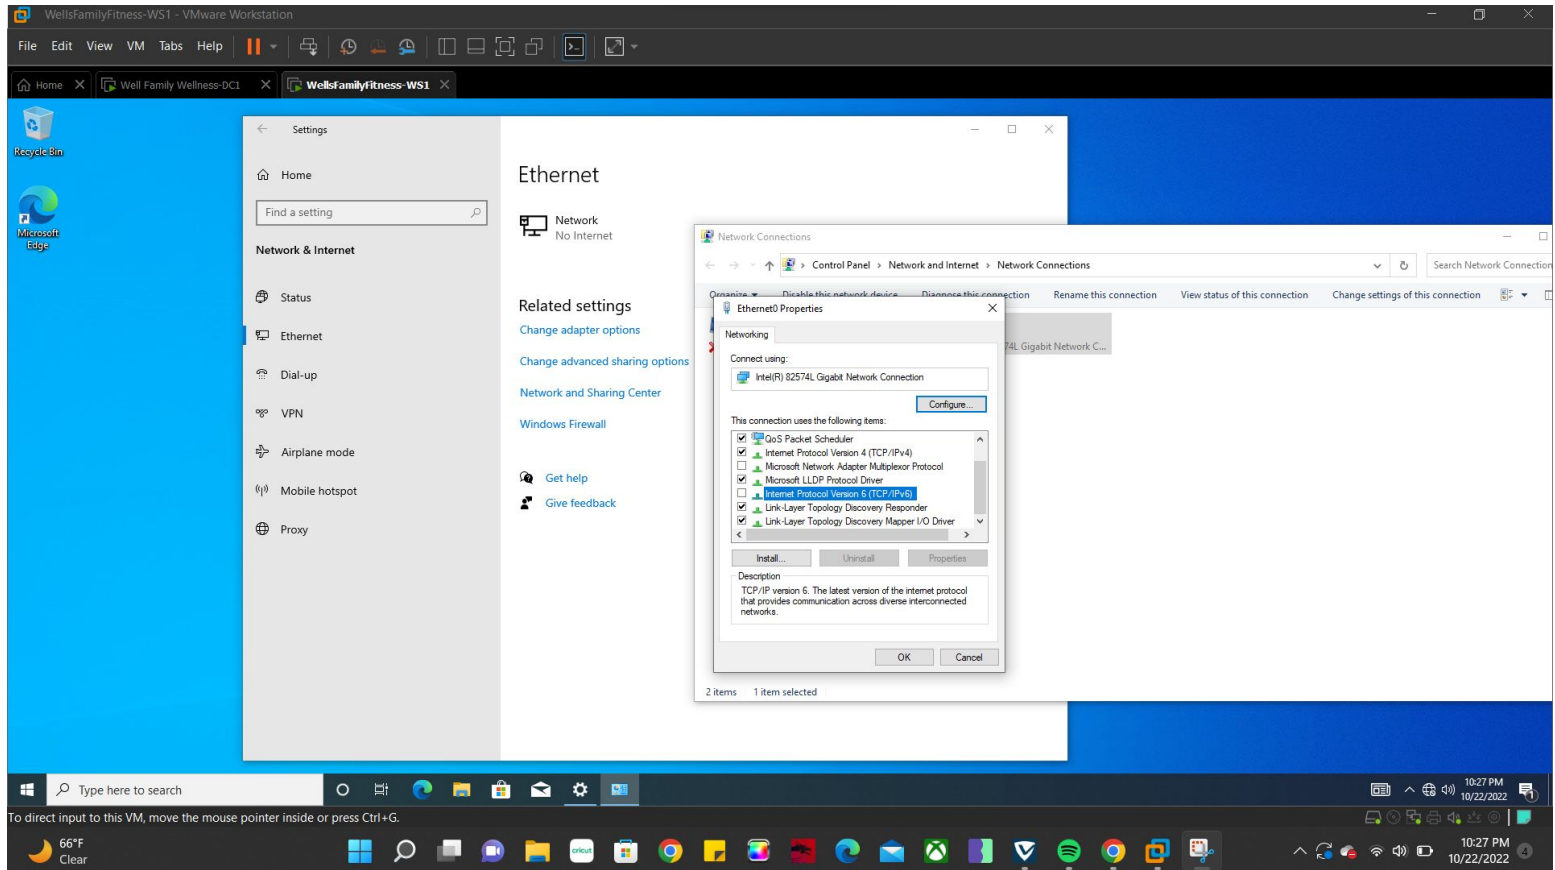 WellsFamilyFitness-WS1 - VMware Workstation
File Edit View VM Tabs Help
Home
Well Family Wellness-DC1
WellsFamilyFitness-WS1
Recycle Bin
Microsoft Edge
Settings
Home
Find a setting
Network & Internet
Status
Ethernet
Dial-up
VPN
Airplane mode
Mobile hotspot
Proxy
Ethernet
Network
No Internet
Related settings
Change adapter options
Change advanced sharing options
Network and Sharing Center
Windows Firewall
Get help
Give feedback
Network Connections
Control Panel > Network and Internet > Network Connections
Search Network Connection
Organize Disable this network device Diagnose this connection Rename this connection View status of this connection Change settings of this connection
74L Gigabit Network C...
Ethernet0 Properties
Networking
Connect using:
Intel(R) 82574L Gigabit Network Connection
Configure...
This connection uses the following items:
QoS Packet Scheduler
Internet Protocol Version 4 (TCP/IPv4)
Microsoft Network Adapter Multiplexor Protocol
Microsoft LLDP Protocol Driver
Internet Protocol Version 6 (TCP/IPv6)
Link-Layer Topology Discovery Responder
Link-Layer Topology Discovery Mapper I/O Driver
Install... Uninstall Properties
Description
TCP/IP version 6. The latest version of the internet protocol
that provides communication across diverse interconnected
networks.
OK Cancel
2 items 1 item selected
Type here to search
10:27 PM
10/22/2022
1
To direct input to this VM, move the mouse pointer inside or press Ctrl+G.
66°F
Clear
cricut
10:27 PM
10/22/2022
4